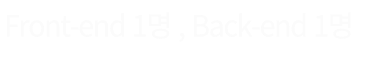 Front-end 1명 , Back-end 1명